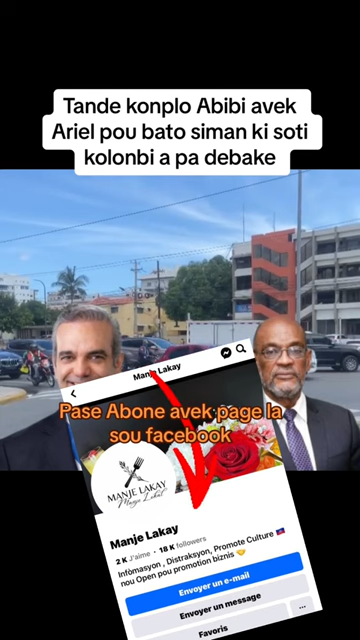 Tande konplo Abibi avek
Ariel pou bato siman ki soti
kolonbi a pa debake
Manje Lakay
Pase Abone avek page la
sou facebook
MANJE LAKAY
Manje Lokal
Manje Lakay
2 K J'aime • 18 K followers
Infòmasyon , Distraksyon, Promote Culture 🇭🇹
nou Open pou promotion biznis 🤝
Envoyer un e-mail
Envoyer un message
Favoris
...